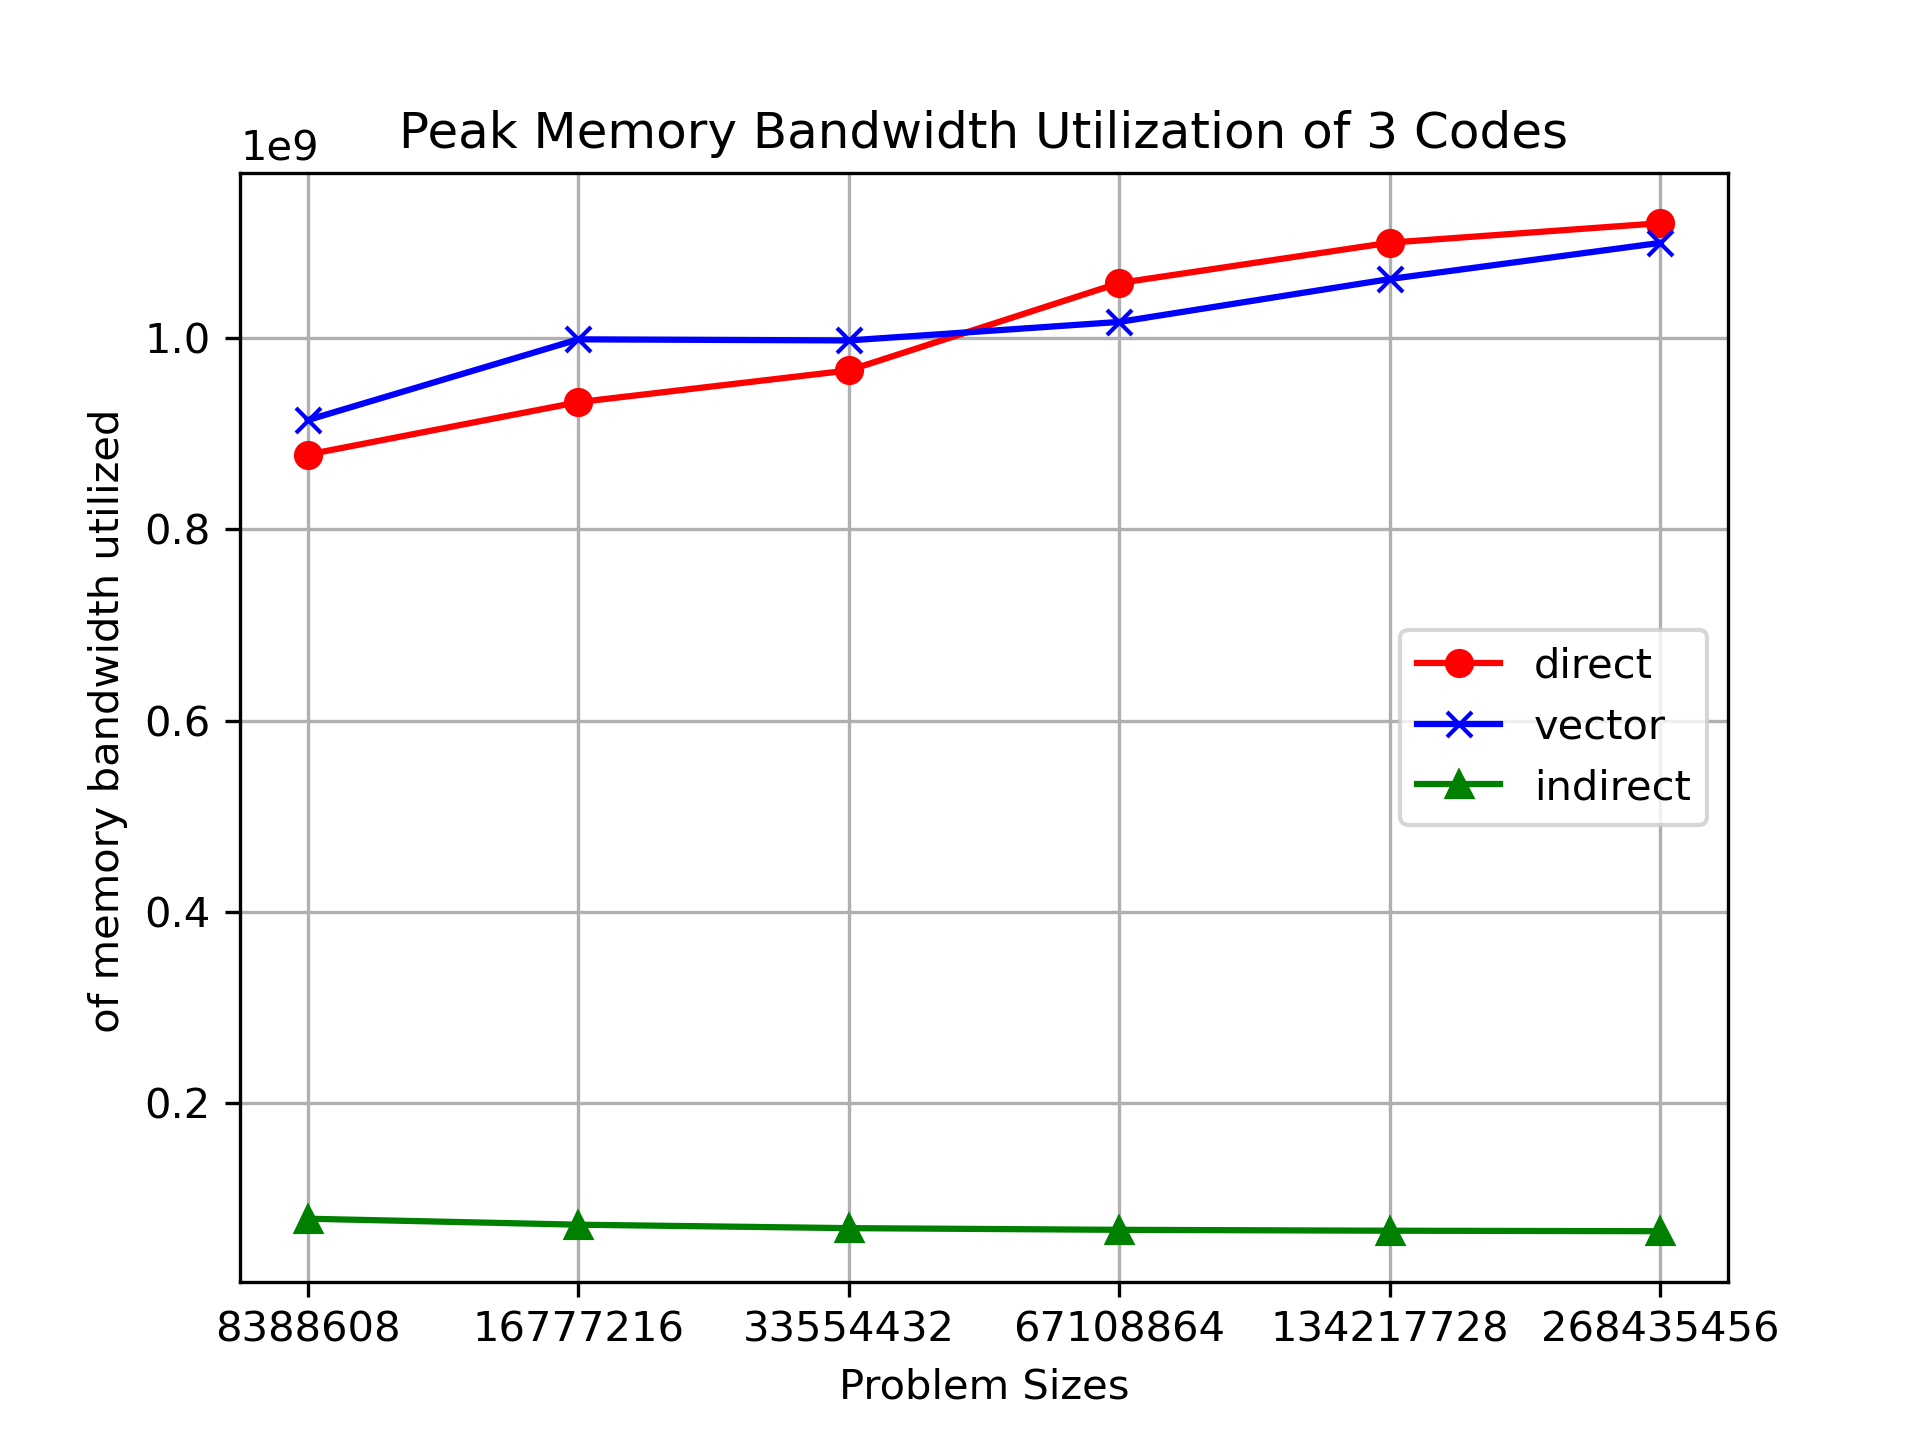 Peak Memory Bandwidth Utilization of 3 Codes
1e9
1.0
0.8
0.6
0.4
0.2
of memory bandwidth utilized
direct
vector
indirect
8388608 16777216 33554432 67108864 134217728 268435456
Problem Sizes